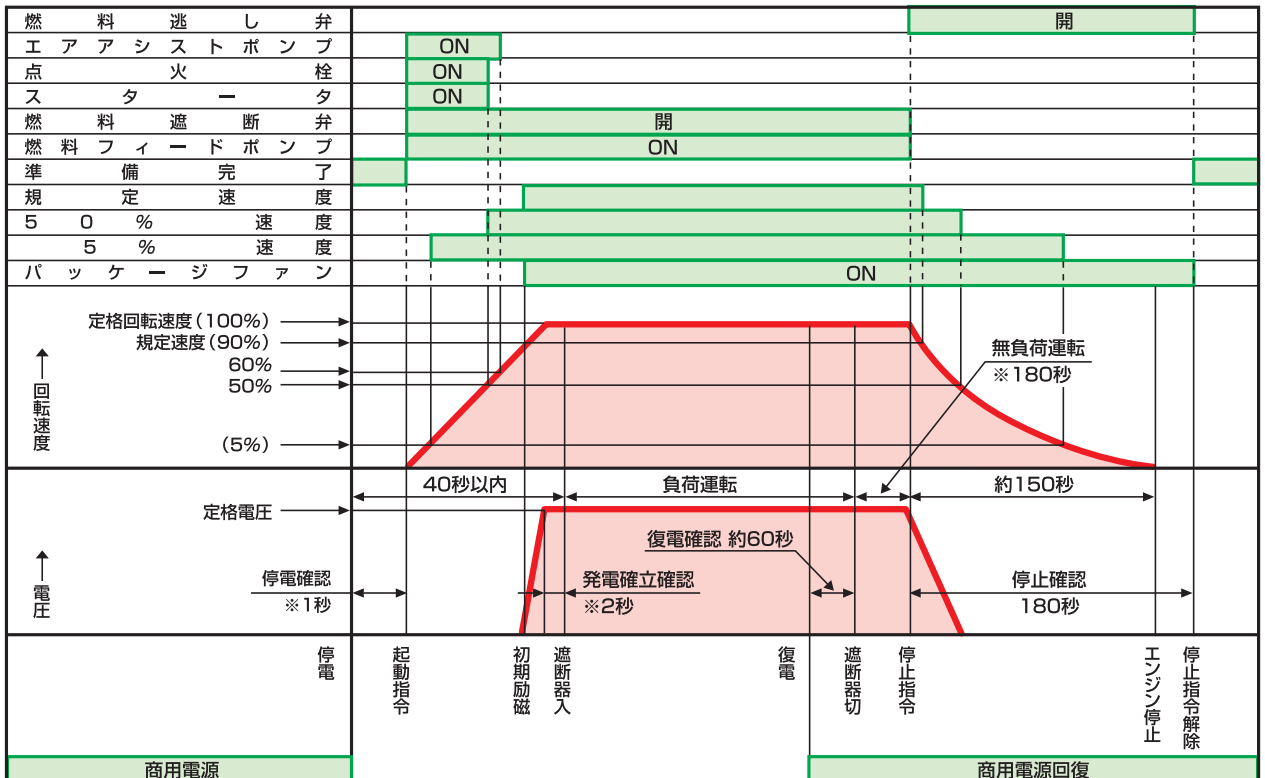 燃料逃し弁
開
エアアシストポンプ
ON
点火栓
ON
スタータ
ON
燃料遮断弁
開
燃料フィードポンプ
ON
準備完了
規定速度
50%速度
5%速度
パッケージファン
ON
定格回転速度(100%)
規定速度(90%)
60%
50%
(5%)
回転速度
無負荷運転
※180秒
40秒以内
負荷運転
約150秒
定格電圧
復電確認 約60秒
電圧
停電確認
※1秒
発電確立確認
※2秒
停止確認
180秒
停電
起動指令
初期励磁
遮断器入
復電
遮断器切
停止指令
エンジン停止
停止指令解除
商用電源
商用電源回復